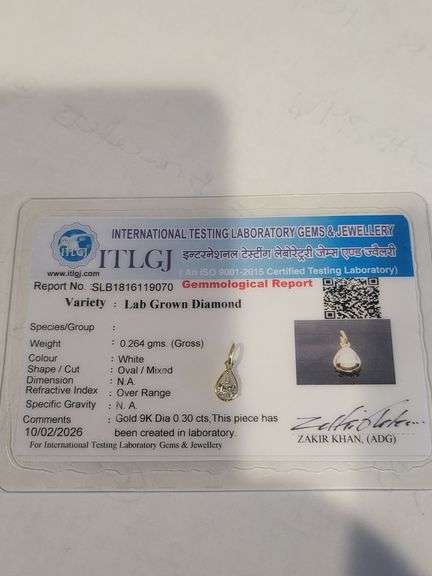 INTERNATIONAL TESTING LABORATORY GEMS & JEWELLERY
ITLGJ इन्टरनेशनल टेस्टींग लेबोरेट्री जेम्स एण्ड ज्वैलरी
www.itlgj.com (An ISO 9001-2015 Certified Testing Laboratory)
Report No. SLB1816119070 Gemmological Report
Variety : Lab Grown Diamond
Species/Group :
Weight : 0.264 gms. (Gross)
Colour : White
Shape / Cut : Oval / Mixed
Dimension : N.A
Refractive Index : Over Range
Specific Gravity : N. A.
Comments : Gold 9K Dia 0.30 cts,This piece has
10/02/2026 been created in laboratory.
ZAKIR KHAN, (ADG)
For International Testing Laboratory Gems & Jewellery